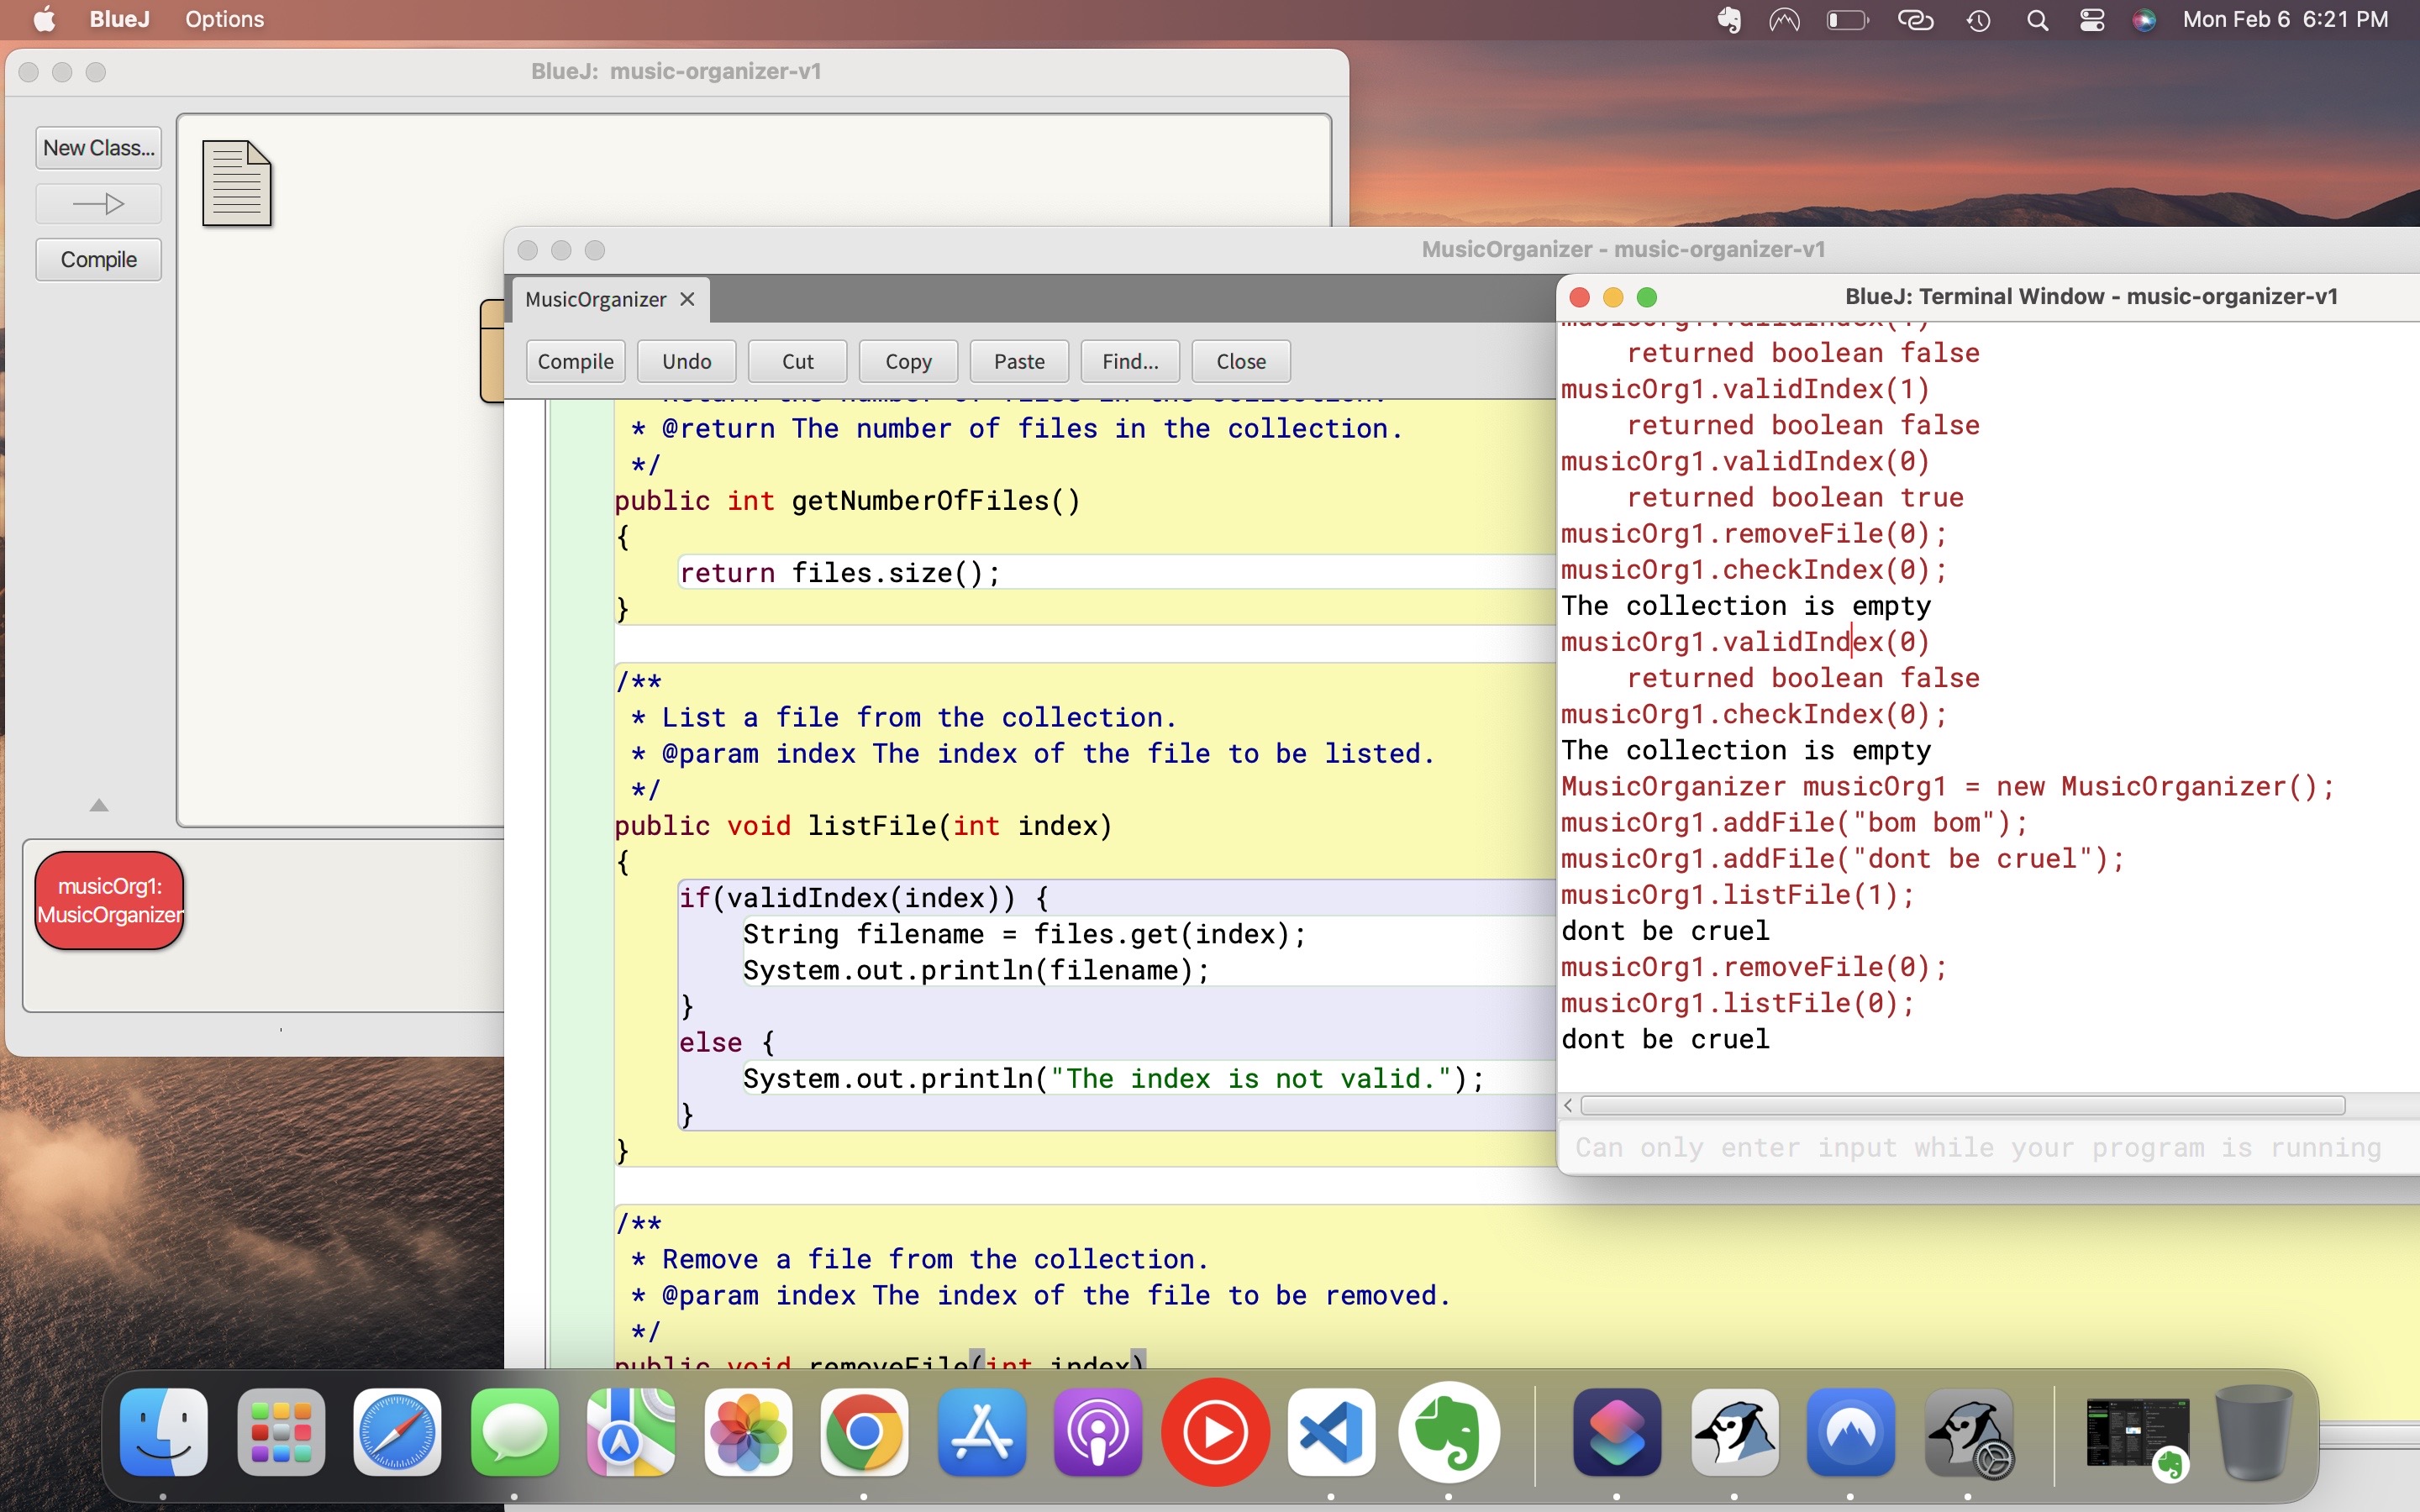 BlueJ Options Mon Feb 6 6:21 PM
BlueJ: music-organizer-v1
New Class...
Compile
musicOrg1:
MusicOrganizer
MusicOrganizer - music-organizer-v1
MusicOrganizer
Compile Undo Cut Copy Paste Find... Close
Return the number of files in the collection.
* @return The number of files in the collection.
*/
public int getNumberOfFiles()
{
return files.size();
}
/**
* List a file from the collection.
* @param index The index of the file to be listed.
*/
public void listFile(int index)
{
if(validIndex(index)) {
String filename = files.get(index);
System.out.println(filename);
}
else {
System.out.println("The index is not valid.");
}
}
/**
* Remove a file from the collection.
* @param index The index of the file to be removed.
*/
public void removeFile(int index)
BlueJ: Terminal Window - music-organizer-v1
returned boolean false
musicOrg1.validIndex(1)
returned boolean false
musicOrg1.validIndex(0)
returned boolean true
musicOrg1.removeFile(0);
musicOrg1.checkIndex(0);
The collection is empty
musicOrg1.validIndex(0)
returned boolean false
musicOrg1.checkIndex(0);
The collection is empty
MusicOrganizer musicOrg1 = new MusicOrganizer();
musicOrg1.addFile("bom bom");
musicOrg1.addFile("dont be cruel");
musicOrg1.listFile(1);
dont be cruel
musicOrg1.removeFile(0);
musicOrg1.listFile(0);
dont be cruel
Can only enter input while your program is running